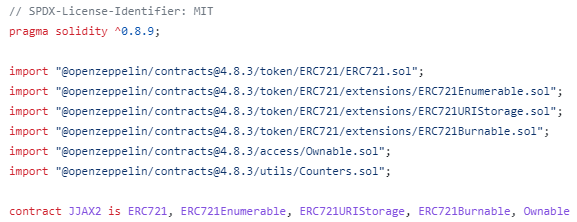 // SPDX-License-Identifier: MIT
pragma solidity ^0.8.9;
import "@openzeppelin/contracts@4.8.3/token/ERC721/ERC721.sol";
import "@openzeppelin/contracts@4.8.3/token/ERC721/extensions/ERC721Enumerable.sol";
import "@openzeppelin/contracts@4.8.3/token/ERC721/extensions/ERC721URIStorage.sol";
import "@openzeppelin/contracts@4.8.3/token/ERC721/extensions/ERC721Burnable.sol";
import "@openzeppelin/contracts@4.8.3/access/Ownable.sol";
import "@openzeppelin/contracts@4.8.3/utils/Counters.sol";
contract JJAX2 is ERC721, ERC721Enumerable, ERC721URIStorage, ERC721Burnable, Ownable